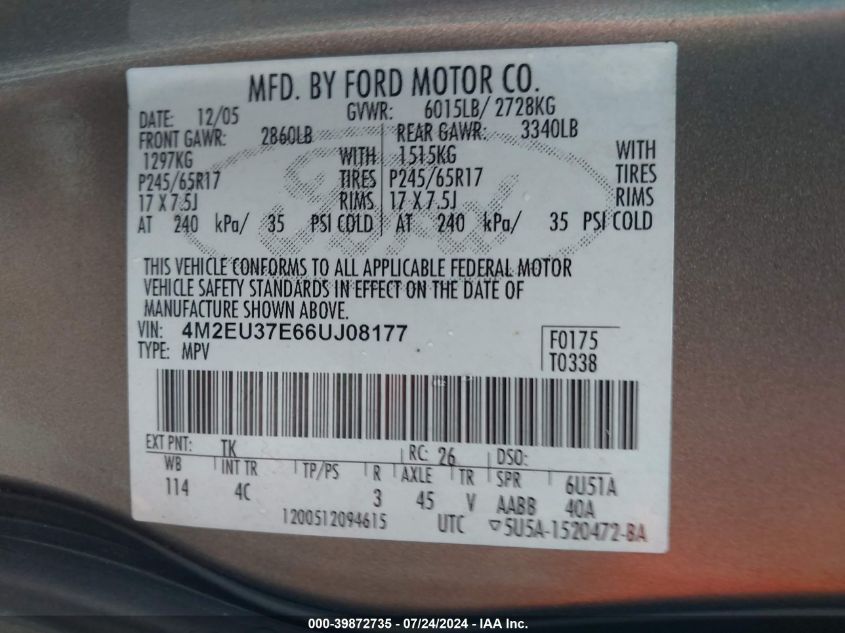 MFD. BY FORD MOTOR CO.
DATE: 12/05 GVWR: 6015LB/ 2728KG
FRONT GAWR: 2860LB REAR GAWR: 3340LB
1297KG WITH 1515KG WITH
P245/65R17 TIRES P245/65R17 TIRES
17 X 7.5J RIMS 17 X 7.5J RIMS
AT 240 kPa/ 35 PSI COLD AT 240 kPa/ 35 PSI COLD
THIS VEHICLE CONFORMS TO ALL APPLICABLE FEDERAL MOTOR
VEHICLE SAFETY STANDARDS IN EFFECT ON THE DATE OF
MANUFACTURE SHOWN ABOVE.
VIN: 4M2EU37E66UJ08177 F0175
TYPE: MPV T0338
EXT PNT: TK RC: 26 DSO:
WB INT TR TP/PS R AXLE TR SPR 6U51A
114 4C 3 45 V AABB 40A
1200512094615 UTC ▽5U5A-1520472-BA
000-39872735 - 07/24/2024 - IAA Inc.